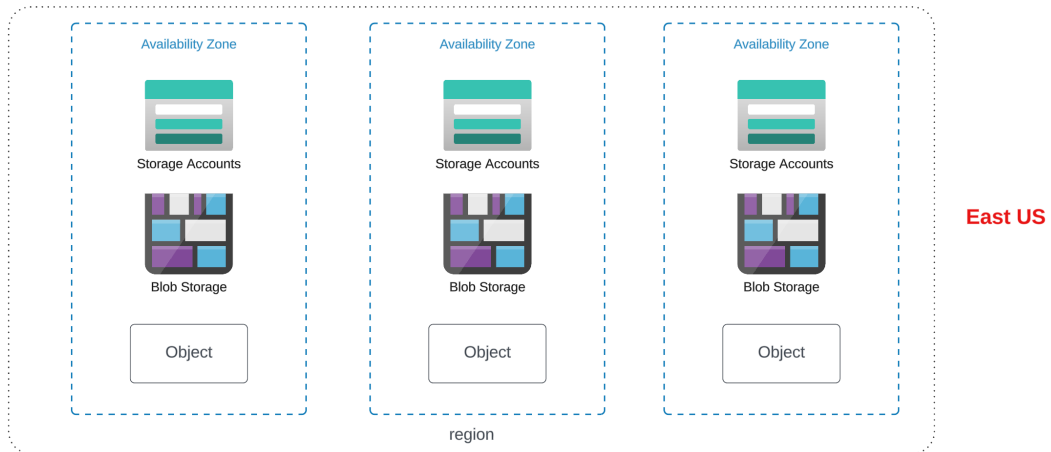 Availability Zone
Availability Zone
Availability Zone
Storage Accounts
Storage Accounts
Storage Accounts
East US
Blob Storage
Blob Storage
Blob Storage
Object
Object
Object
region